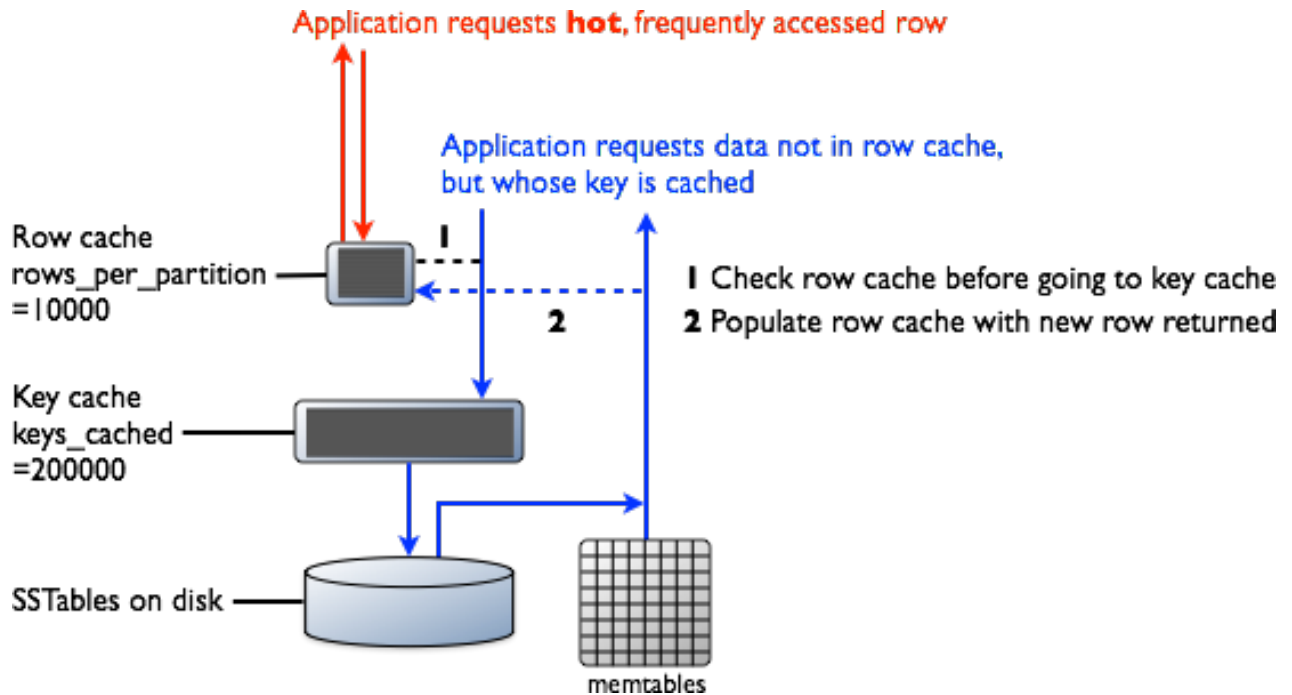 Application requests hot, frequently accessed row
Application requests data not in row cache,
but whose key is cached
Row cache
rows_per_partition
=10000
1
2
1 Check row cache before going to key cache
2 Populate row cache with new row returned
Key cache
keys_cached
=200000
SSTables on disk
memtables